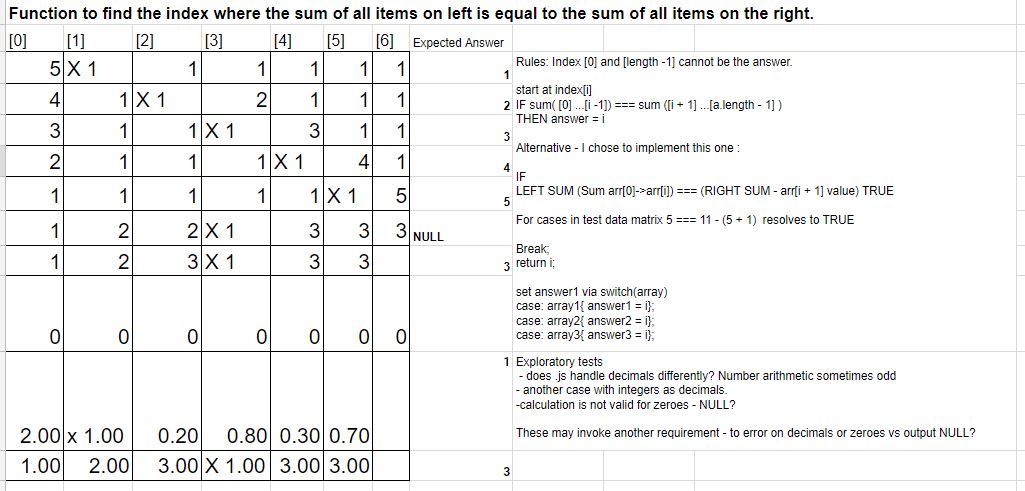 Function to find the index where the sum of all items on left is equal to the sum of all items on the right.
[0] [1] [2] [3] [4] [5] [6] Expected Answer
5 X 1 1 1 1 1 1 1
4 1 X 1 2 1 1 1 2
3 1 1 X 1 3 1 1 3
2 1 1 1 X 1 4 1 4
1 1 1 1 1 X 1 5 5
1 2 2 X 1 3 3 3 NULL
1 2 3 X 1 3 3 3
0 0 0 0 0 0 0
2.00 x 1.00 0.20 0.80 0.30 0.70 1
1.00 2.00 3.00 X 1.00 3.00 3.00 3
Rules: Index [0] and [length -1] cannot be the answer.
start at index[i]
IF sum( [0] ...[i -1]) === sum ([i + 1] ...[a.length - 1] )
THEN answer = i
Alternative - I chose to implement this one :
IF
LEFT SUM (Sum arr[0]->arr[i]) === (RIGHT SUM - arr[i + 1] value) TRUE
For cases in test data matrix 5 === 11 - (5 + 1) resolves to TRUE
Break;
return i;
set answer1 via switch(array)
case: array1{ answer1 = i};
case: array2{ answer2 = i};
case: array3{ answer3 = i};
Exploratory tests
- does .js handle decimals differently? Number arithmetic sometimes odd
- another case with integers as decimals.
-calculation is not valid for zeroes - NULL?
These may invoke another requirement - to error on decimals or zeroes vs output NULL?